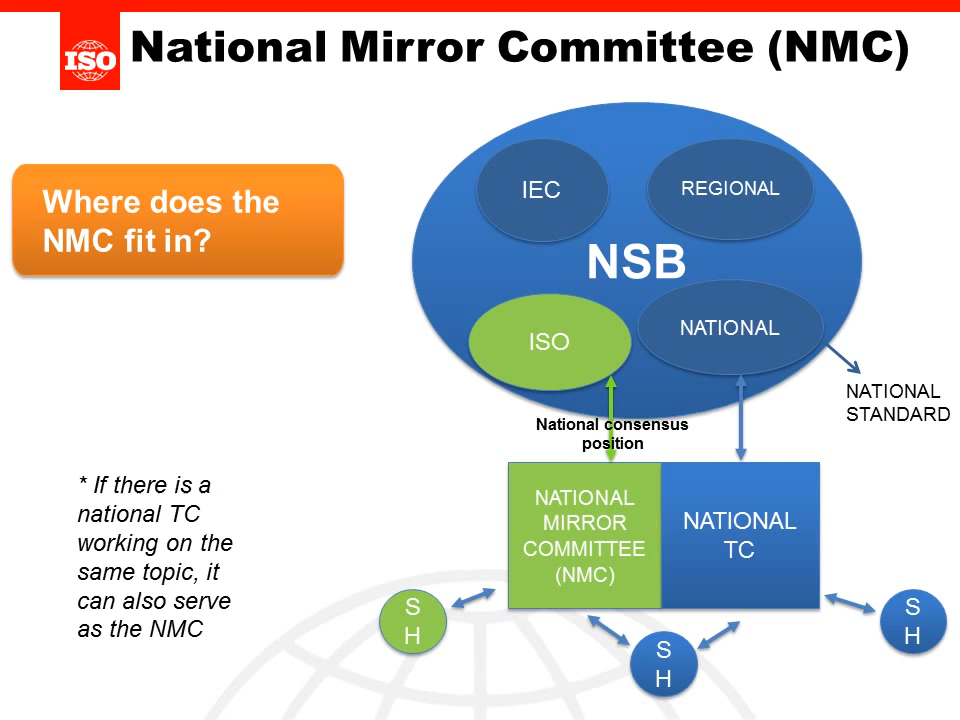 ISO
National Mirror Committee (NMC)
Where does the
NMC fit in?
IEC
REGIONAL
NSB
ISO
NATIONAL
NATIONAL
STANDARD
National consensus
position
NATIONAL
MIRROR
COMMITTEE
(NMC)
NATIONAL
TC
* If there is a
national TC
working on the
same topic, it
can also serve
as the NMC
S
H
S
H
S
H